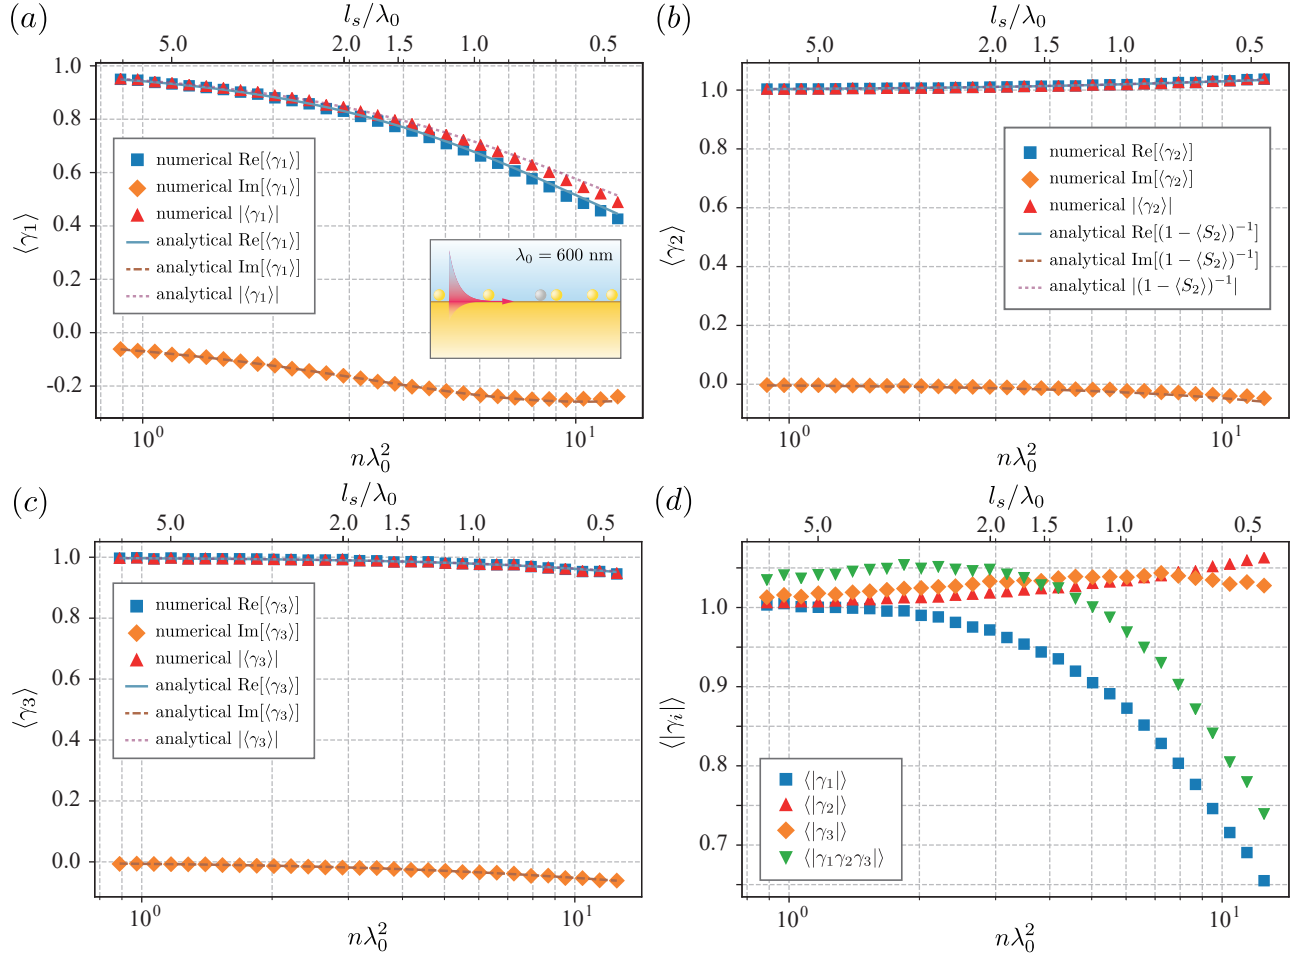 (a)
l_s/λ_0
5.0 2.0 1.5 1.0 0.5
1.0
0.8
0.6
0.4
0.2
0.0
-0.2
⟨γ_1⟩
numerical Re[⟨γ_1⟩]
numerical Im[⟨γ_1⟩]
numerical |⟨γ_1⟩|
analytical Re[⟨γ_1⟩]
analytical Im[⟨γ_1⟩]
analytical |⟨γ_1⟩|
λ_0 = 600 nm
10^0 10^1
nλ_0^2
(b)
l_s/λ_0
5.0 2.0 1.5 1.0 0.5
1.0
0.8
0.6
0.4
0.2
0.0
⟨γ_2⟩
numerical Re[⟨γ_2⟩]
numerical Im[⟨γ_2⟩]
numerical |⟨γ_2⟩|
analytical Re[(1 − ⟨S_2⟩)^−1]
analytical Im[(1 − ⟨S_2⟩)^−1]
analytical |(1 − ⟨S_2⟩)^−1|
10^0 10^1
nλ_0^2
(c)
l_s/λ_0
5.0 2.0 1.5 1.0 0.5
1.0
0.8
0.6
0.4
0.2
0.0
⟨γ_3⟩
numerical Re[⟨γ_3⟩]
numerical Im[⟨γ_3⟩]
numerical |⟨γ_3⟩|
analytical Re[⟨γ_3⟩]
analytical Im[⟨γ_3⟩]
analytical |⟨γ_3⟩|
10^0 10^1
nλ_0^2
(d)
l_s/λ_0
5.0 2.0 1.5 1.0 0.5
1.0
0.9
0.8
0.7
⟨|γ_i|⟩
⟨|γ_1|⟩
⟨|γ_2|⟩
⟨|γ_3|⟩
⟨|γ_1γ_2γ_3|⟩
10^0 10^1
nλ_0^2